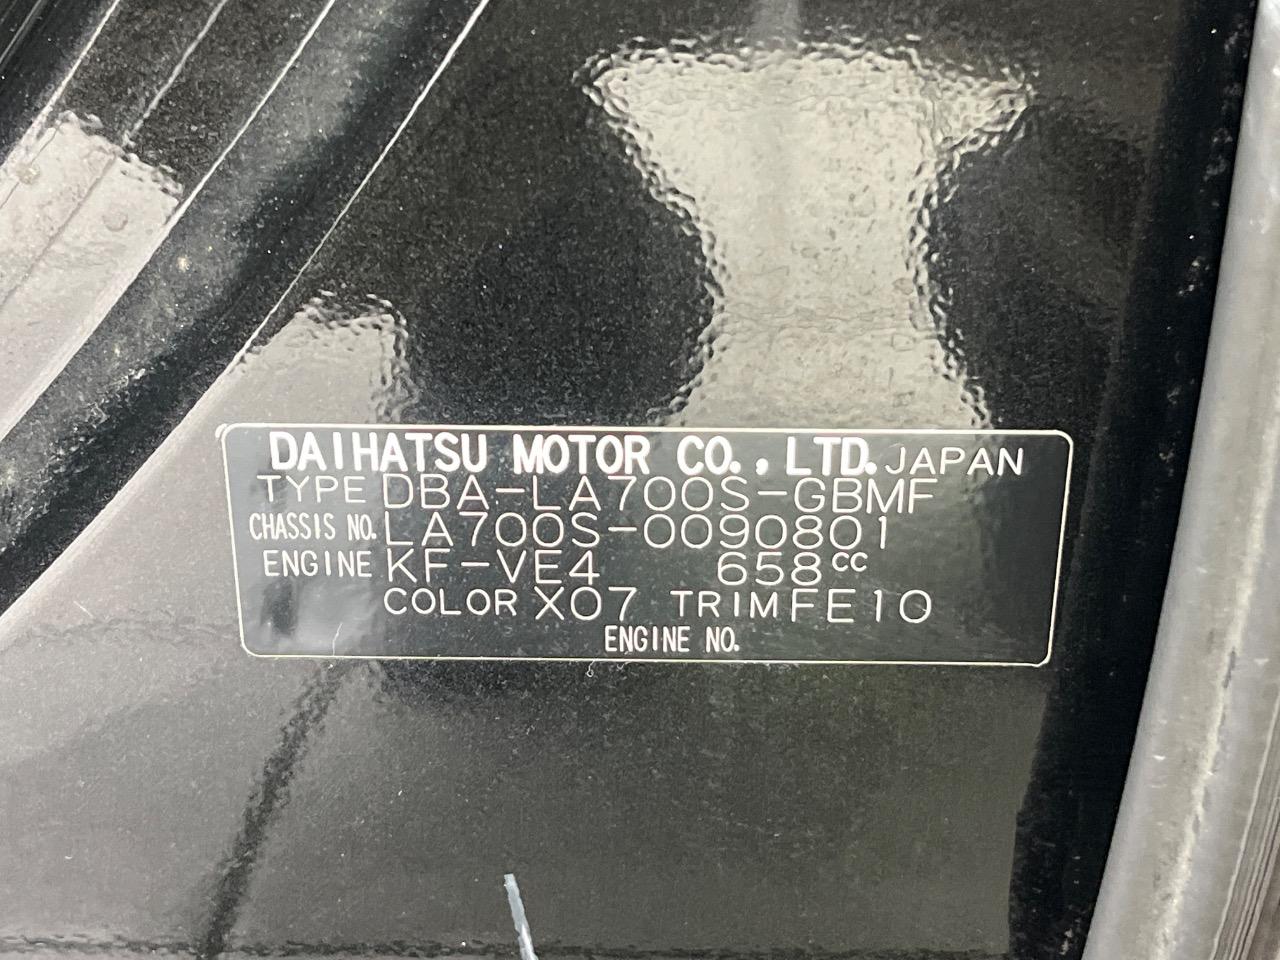 DAIHATSU MOTOR CO., LTD. JAPAN
TYPE DBA-LA700S-GBMF
CHASSIS NO. LA700S-0090801
ENGINE KF-VE4 658cc
COLOR X07 TRIM FE10
ENGINE NO.